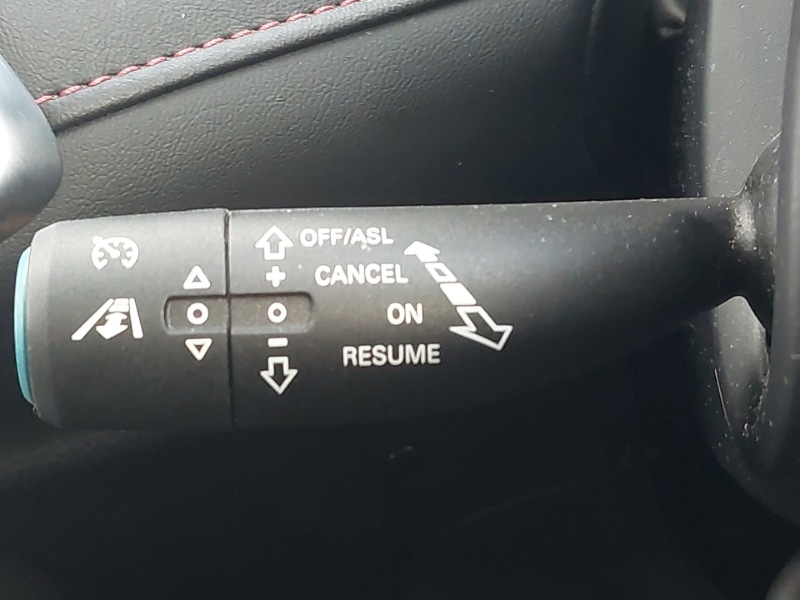 OFF/ASL
+ CANCEL
ON
- RESUME